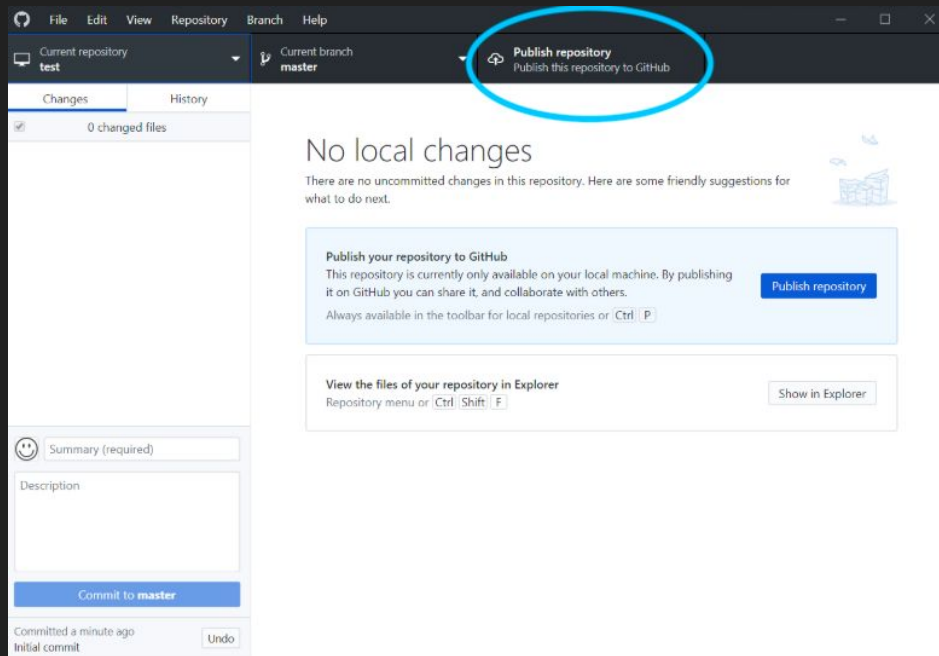 File Edit View Repository Branch Help
Current repository
test
Current branch
master
Publish repository
Publish this repository to GitHub
Changes History
0 changed files
No local changes
There are no uncommitted changes in this repository. Here are some friendly suggestions for
what to do next.
Publish your repository to GitHub
This repository is currently only available on your local machine. By publishing
it on GitHub you can share it, and collaborate with others.
Always available in the toolbar for local repositories or Ctrl P
Publish repository
View the files of your repository in Explorer
Repository menu or Ctrl Shift F
Show in Explorer
Summary (required)
Description
Commit to master
Committed a minute ago
Initial commit
Undo